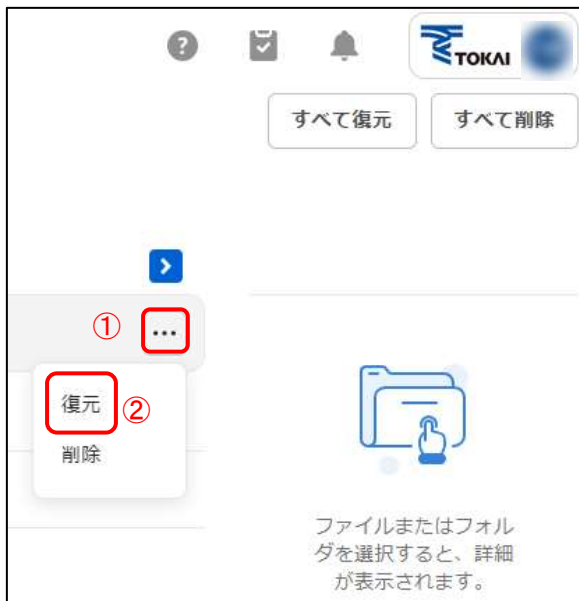 ?
TOKAI
すべて復元
すべて削除
①
...
復元
②
削除
ファイルまたはフォル
ダを選択すると、詳細
が表示されます。